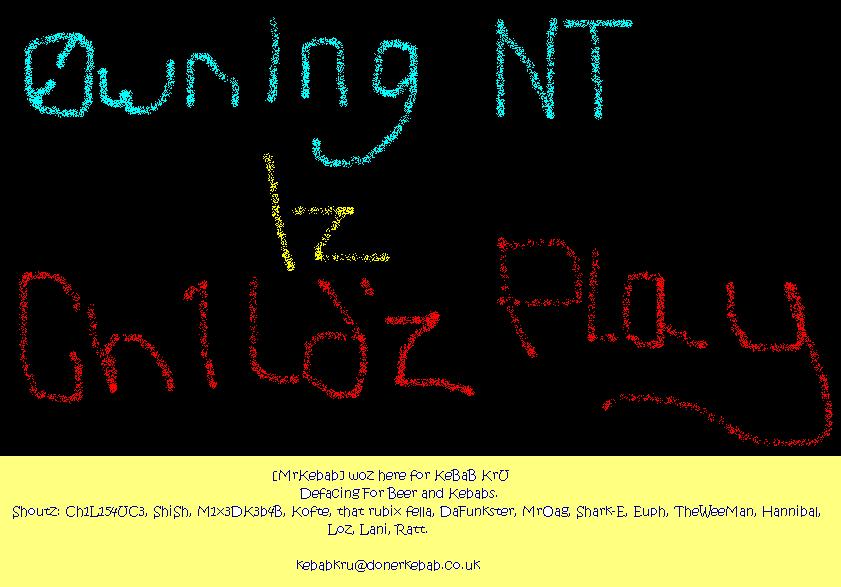 0wn1ng NT
Iz
Ch1Ld'z PLay
[MrKebab] woz here for KeBaB KrU
Defacing For Beer and Kebabs.
Shoutz: Ch1L154UC3, ShiSh, M1x3DK3b4B, Kofte, that rubix fella, DaFunkster, MrOag, Shark-E, Euph, TheWeeMan, Hannibal,
Loz, Lani, Ratt.
kebabkru@donerkebab.co.uk